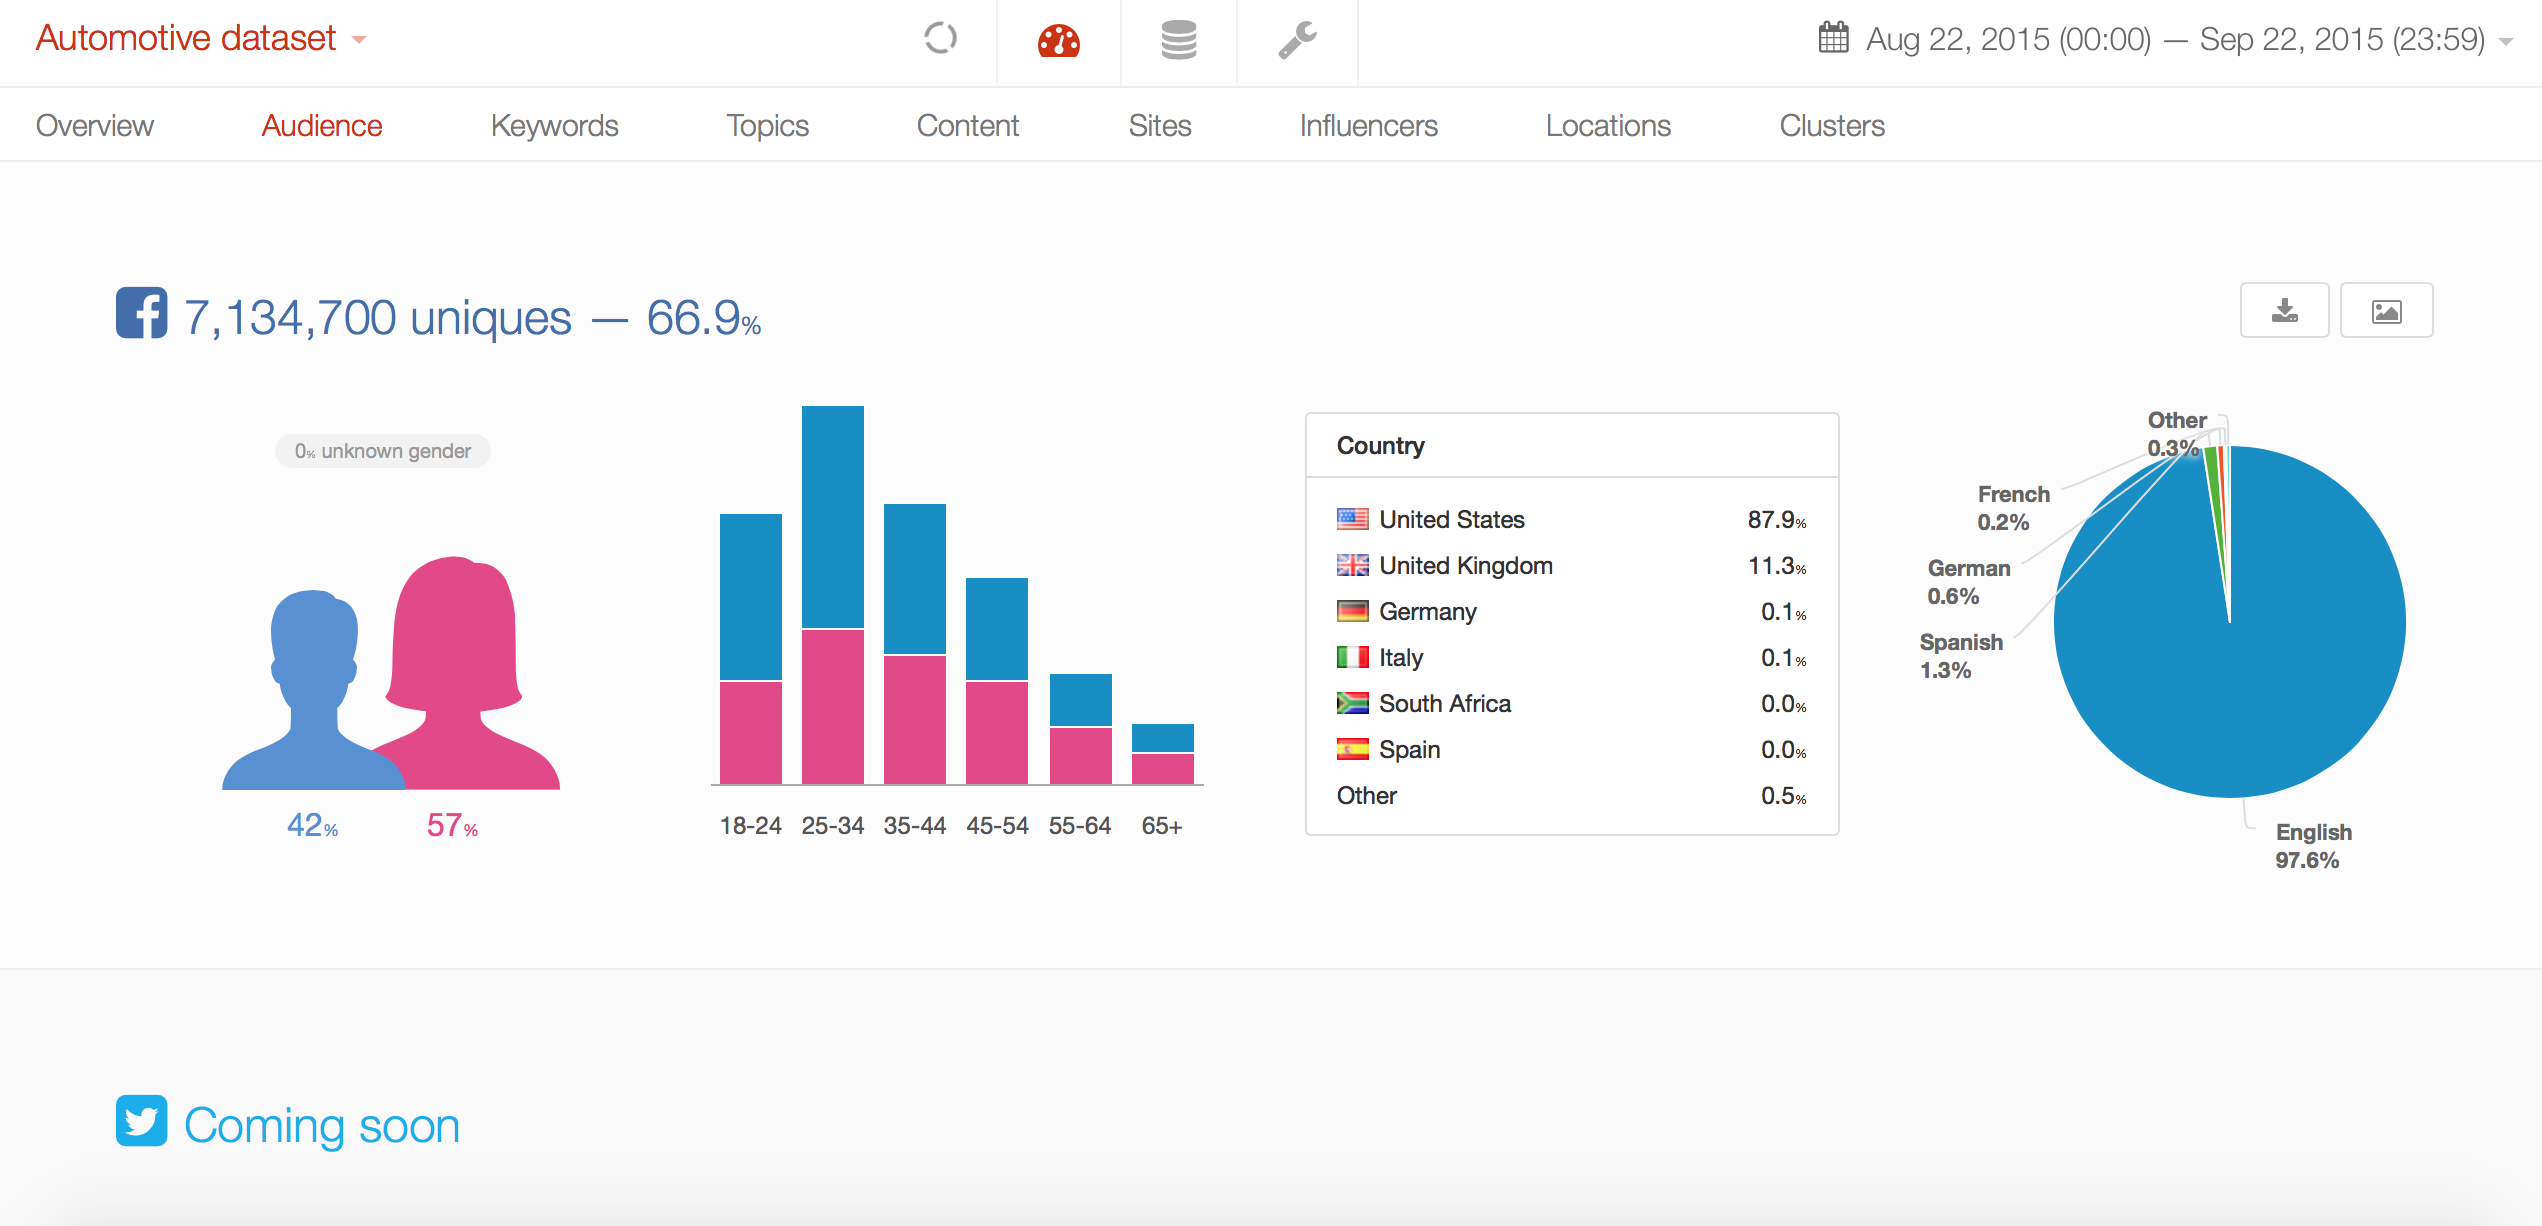 Automotive dataset
Aug 22, 2015 (00:00) — Sep 22, 2015 (23:59)
Overview Audience Keywords Topics Content Sites Influencers Locations Clusters
7,134,700 uniques — 66.9%
0% unknown gender
42% 57%
18-24 25-34 35-44 45-54 55-64 65+
Country
United States 87.9%
United Kingdom 11.3%
Germany 0.1%
Italy 0.1%
South Africa 0.0%
Spain 0.0%
Other 0.5%
Other
0.3%
French
0.2%
German
0.6%
Spanish
1.3%
English
97.6%
Coming soon